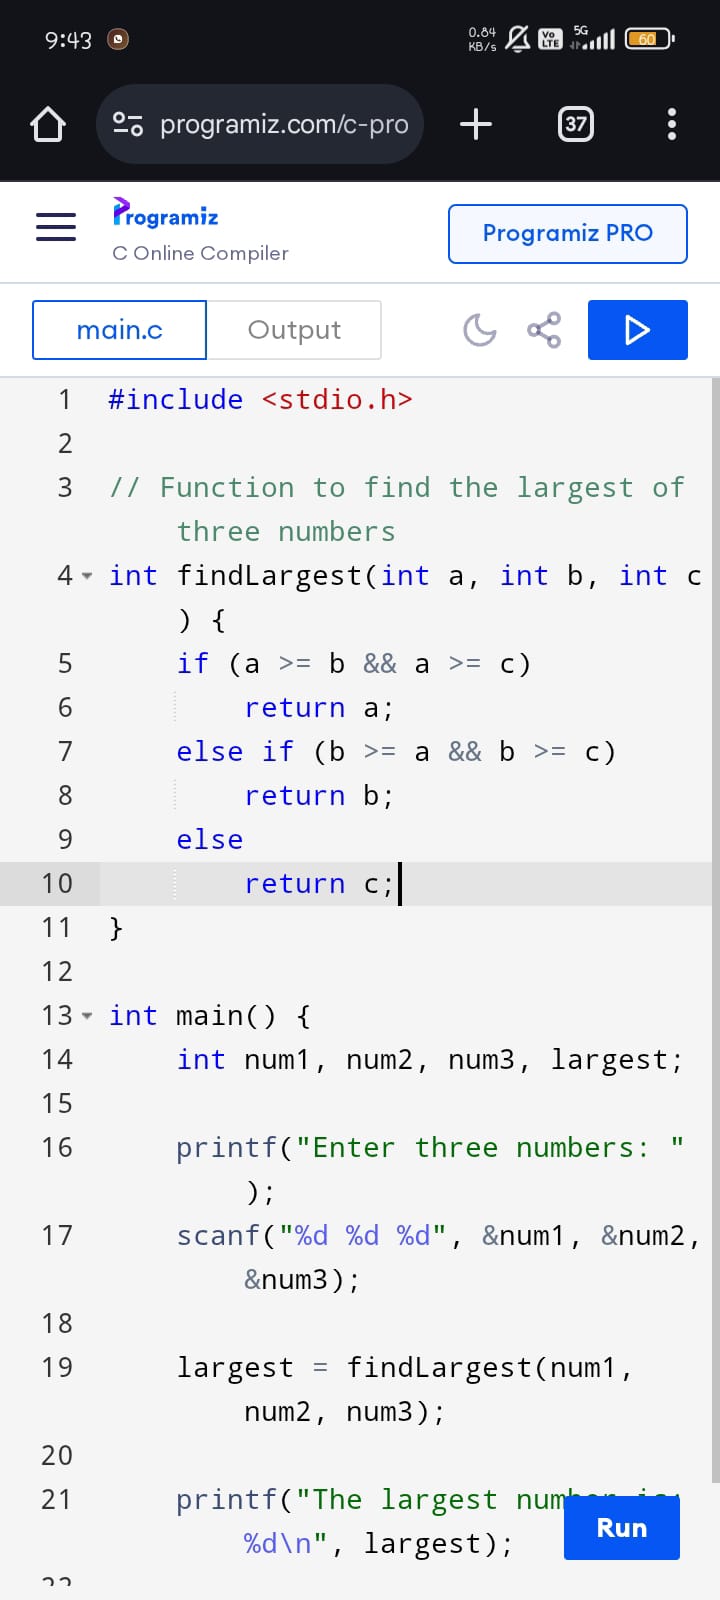 9:43
0.84
KB/s
Vo
LTE
5G
60
programiz.com/c-pro
37
Programiz
C Online Compiler
Programiz PRO
main.c
Output
1 #include <stdio.h>
2
3 // Function to find the largest of
three numbers
4 int findLargest(int a, int b, int c
) {
5 if (a >= b && a >= c)
6 return a;
7 else if (b >= a && b >= c)
8 return b;
9 else
10 return c;
11 }
12
13 int main() {
14 int num1, num2, num3, largest;
15
16 printf("Enter three numbers: "
);
17 scanf("%d %d %d", &num1, &num2,
&num3);
18
19 largest = findLargest(num1,
num2, num3);
20
21 printf("The largest number is:
%d\n", largest);
Run
22